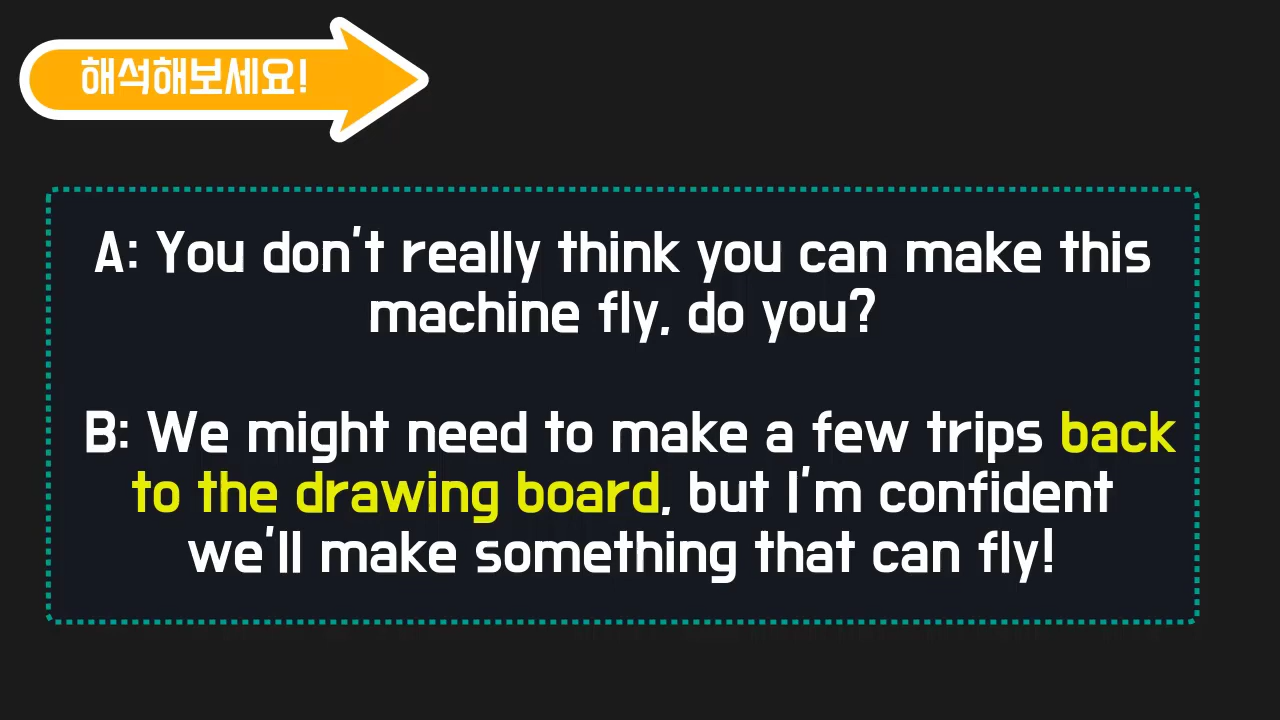 해석해보세요!
A: You don't really think you can make this
machine fly, do you?
B: We might need to make a few trips back
to the drawing board, but I'm confident
we'll make something that can fly!